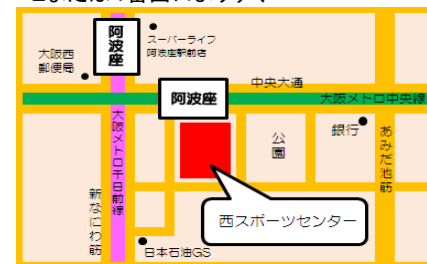 阿波座
スーパーライフ
阿波座駅前店
大阪西
郵便局
中央大通
阿波座
大阪メトロ中央線
大阪メトロ千日前線
公園
銀行
あみだ池筋
新なにわ筋
西スポーツセンター
日本石油GS